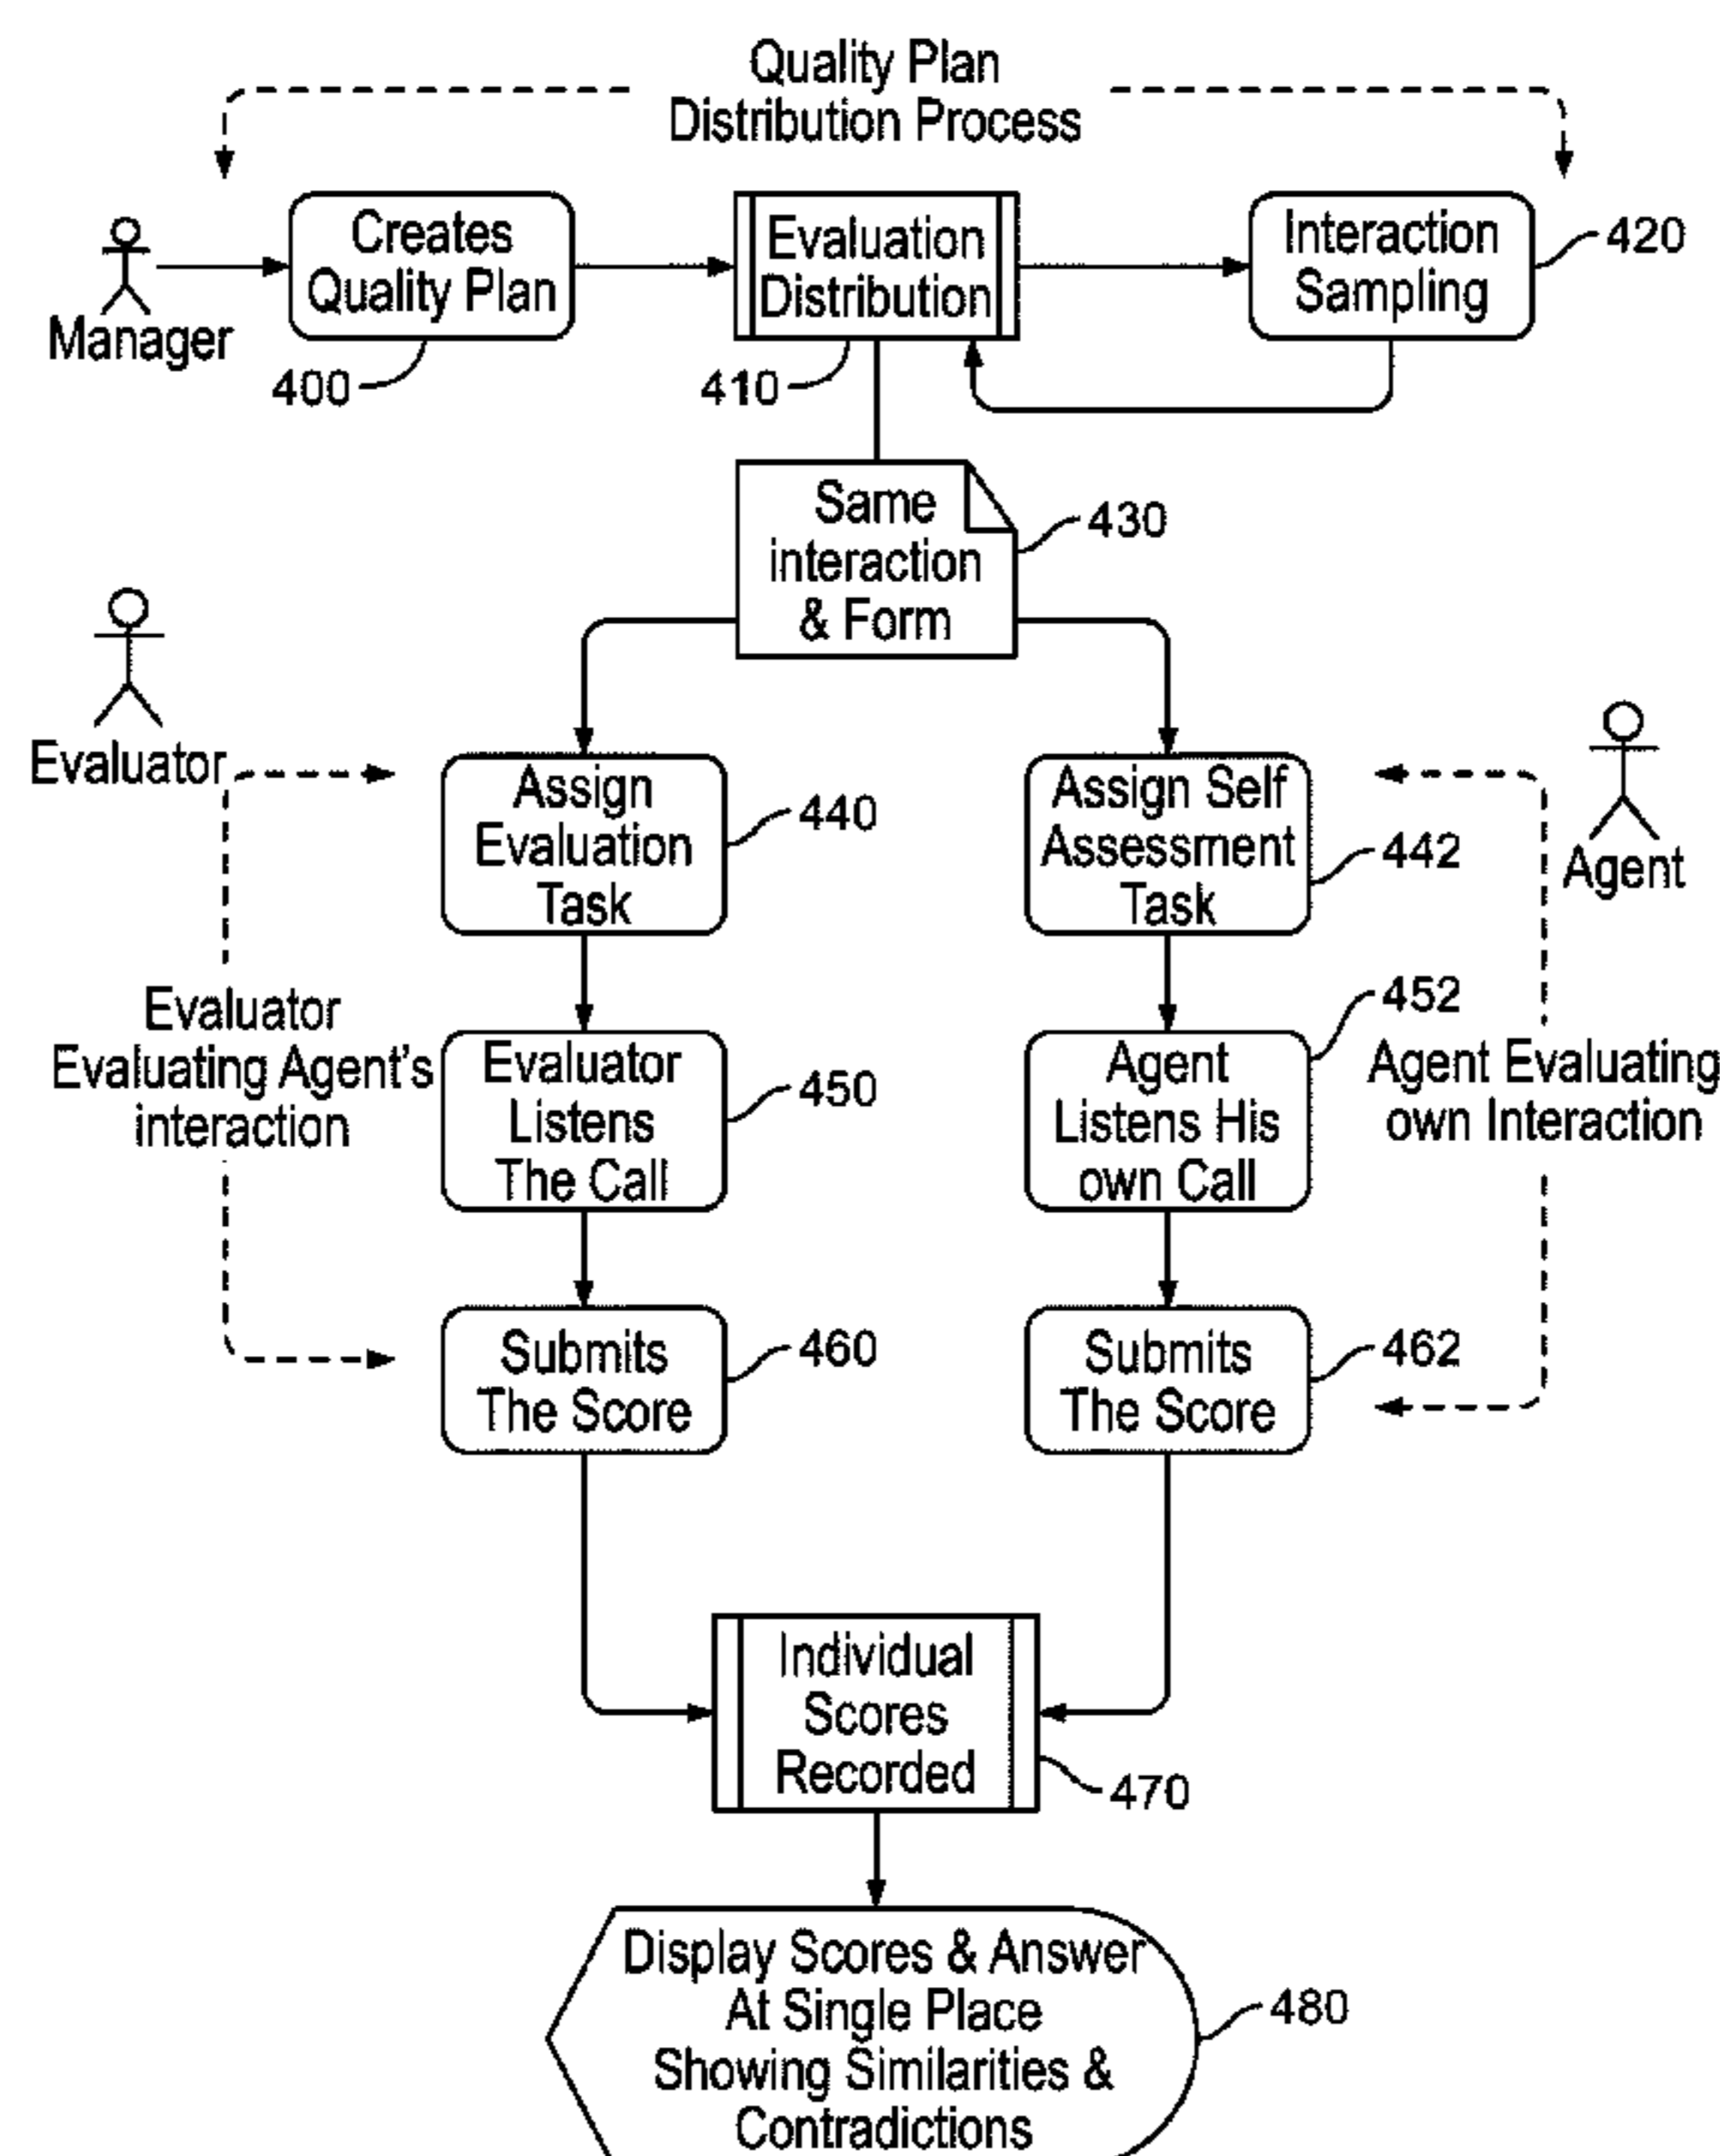 Quality Plan
Distribution Process
Manager
Creates
Quality Plan
400
Evaluation
Distribution
410
Interaction
Sampling
420
Same
interaction
& Form
430
Evaluator
Agent
Assign
Evaluation
Task
440
Assign Self
Assessment
Task
442
Evaluator
Evaluating Agent's
interaction
Evaluator
Listens
The Call
450
Agent
Listens His
own Call
452
Agent Evaluating
own Interaction
Submits
The Score
460
Submits
The Score
462
Individual
Scores
Recorded
470
Display Scores & Answer
At Single Place
Showing Similarities &
Contradictions
480